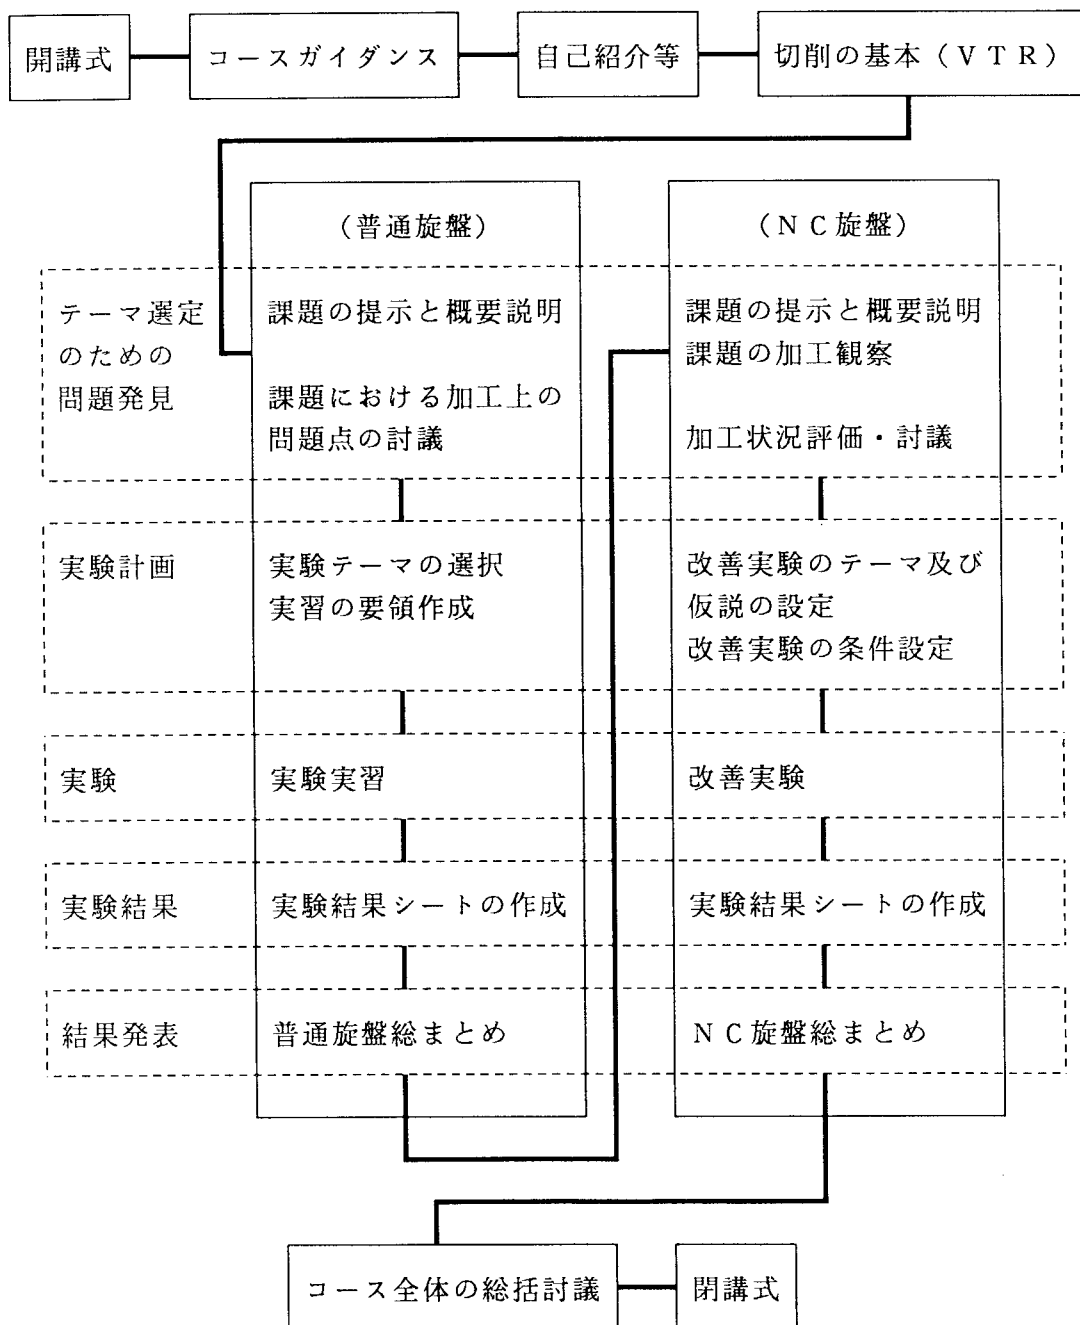 開講式
コースガイダンス
自己紹介等
切削の基本(VTR)
(普通旋盤)
(NC旋盤)
テーマ選定
のための
問題発見
課題の提示と概要説明
課題における加工上の
問題点の討議
課題の提示と概要説明
課題の加工観察
加工状況評価・討議
実験計画
実験テーマの選択
実習の要領作成
改善実験のテーマ及び
仮説の設定
改善実験の条件設定
実験
実験実習
改善実験
実験結果
実験結果シートの作成
実験結果シートの作成
結果発表
普通旋盤総まとめ
NC旋盤総まとめ
コース全体の総括討議
閉講式